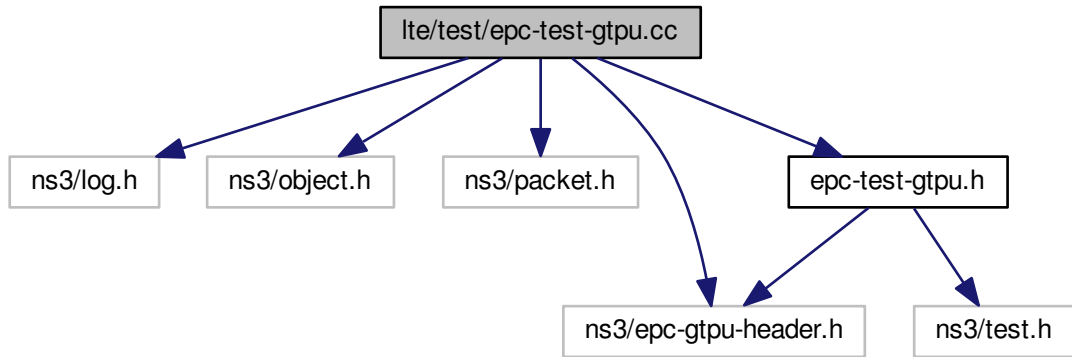 lte/test/epc-test-gtpu.cc
ns3/log.h
ns3/object.h
ns3/packet.h
epc-test-gtpu.h
ns3/epc-gtpu-header.h
ns3/test.h